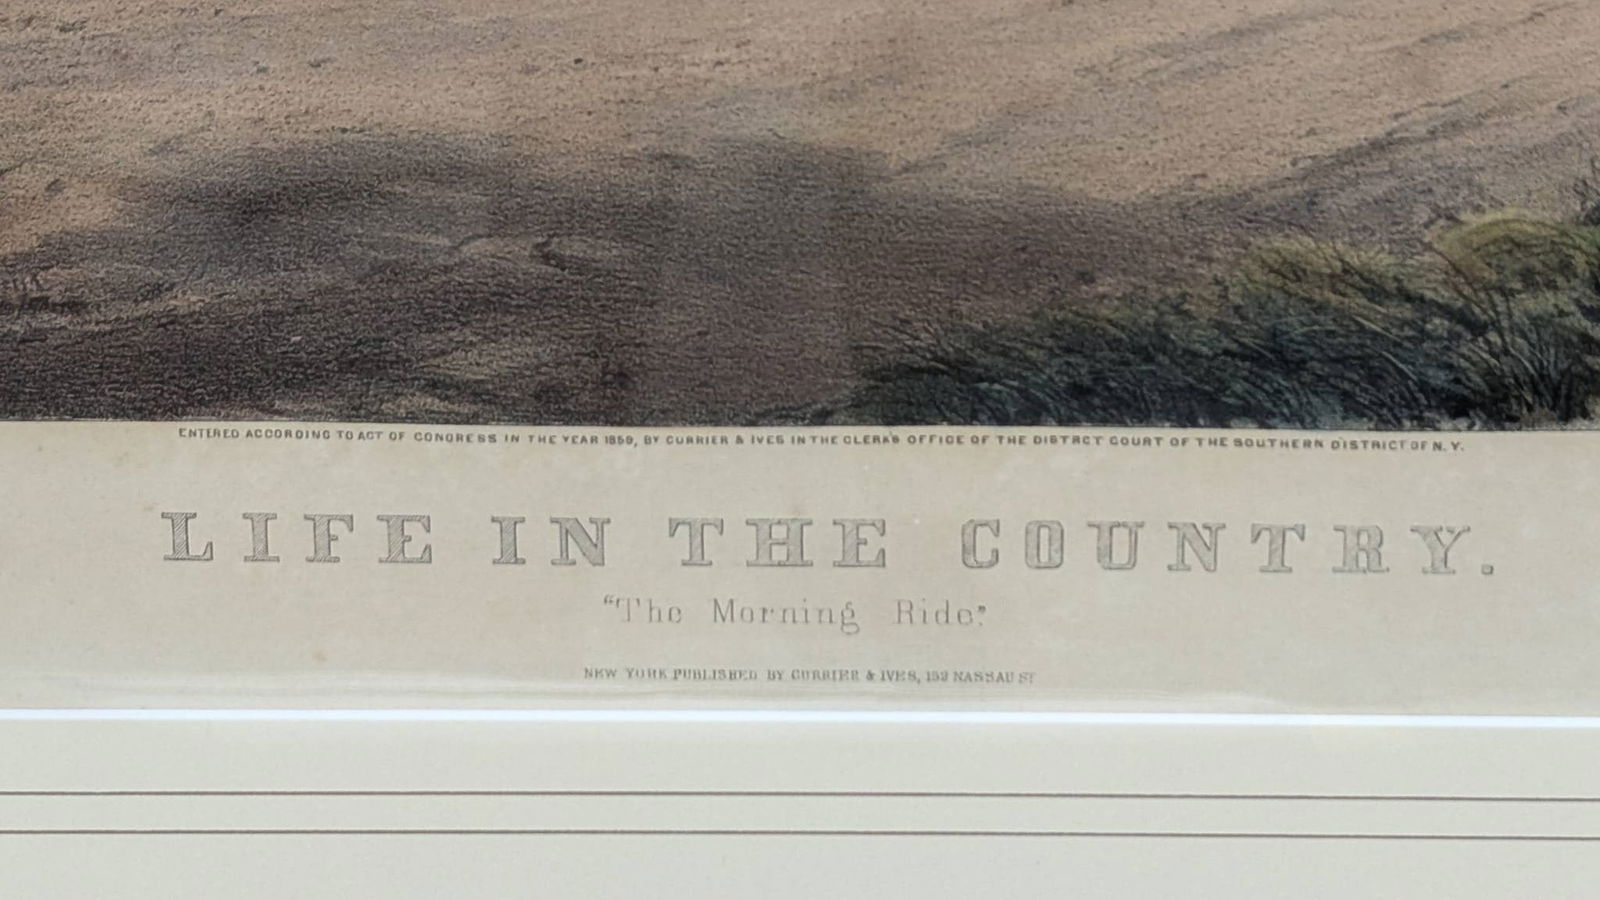 ENTERED ACCORDING TO ACT OF CONGRESS IN THE YEAR 1859, BY CURRIER & IVES IN THE CLERKS OFFICE OF THE DISTRCT COURT OF THE SOUTHERN DISTRICT OF N. Y.
LIFE IN THE COUNTRY.
“The Morning Ride.”
NEW YORK PUBLISHED BY CURRIER & IVES, 152 NASSAU ST